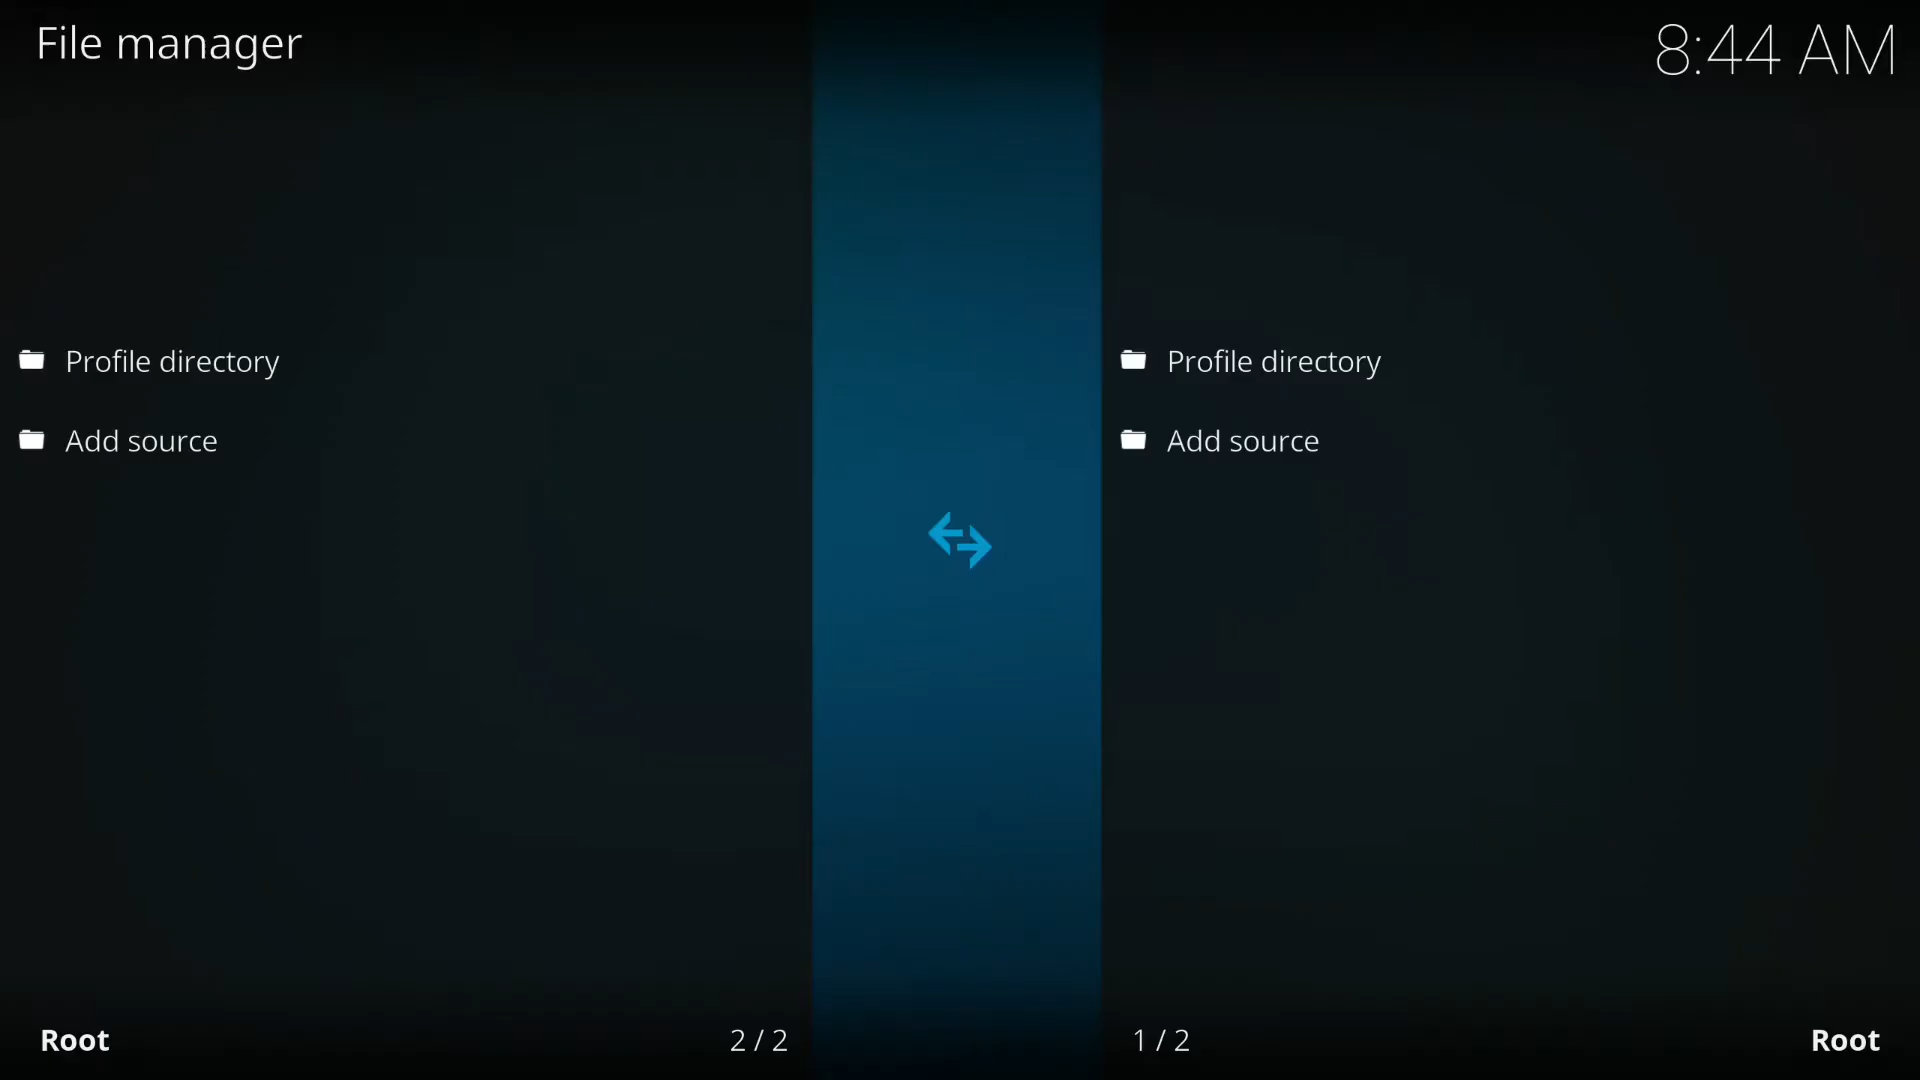 File manager
8:44 AM
Profile directory
Add source
Profile directory
Add source
Root
2 / 2
1 / 2
Root